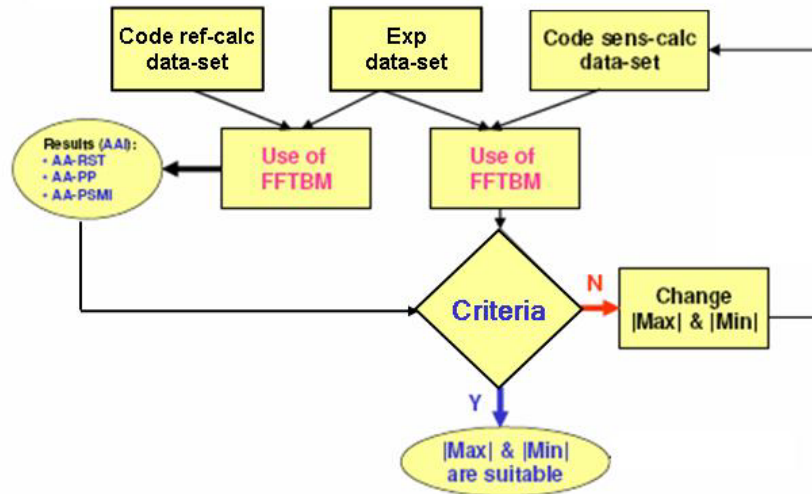 Code ref-calc
data-set
Exp
data-set
Code sens-calc
data-set
Results (AAI):
• AA-RST
• AA-PP
• AA-PSMI
Use of
FFTBM
Use of
FFTBM
Criteria
N
Change
|Max| & |Min|
Y
|Max| & |Min|
are suitable